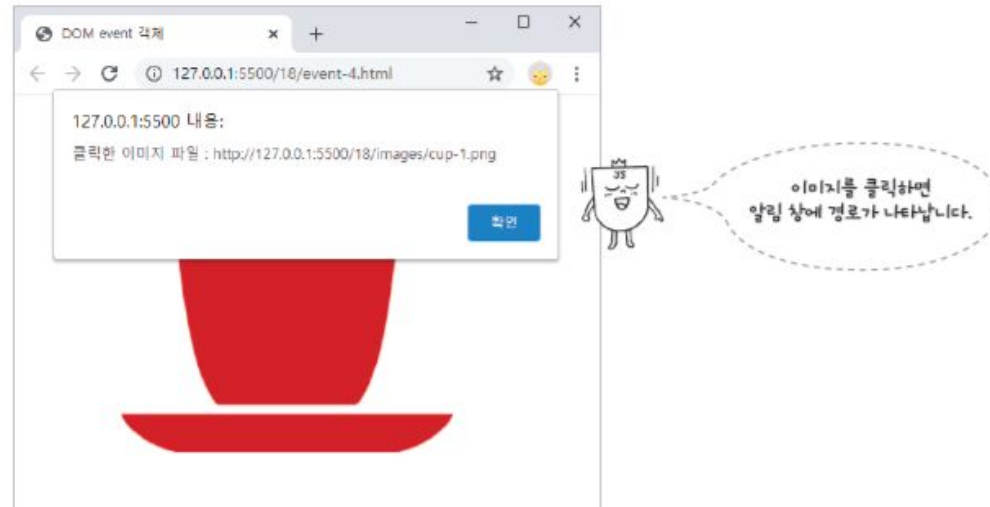 DOM event 객체
127.0.0.1:5500/18/event-4.html
127.0.0.1:5500 내용:
클릭한 이미지 파일 : http://127.0.0.1:5500/18/images/cup-1.png
확인
JS
이미지를 클릭하면
알림 창에 경로가 나타납니다.